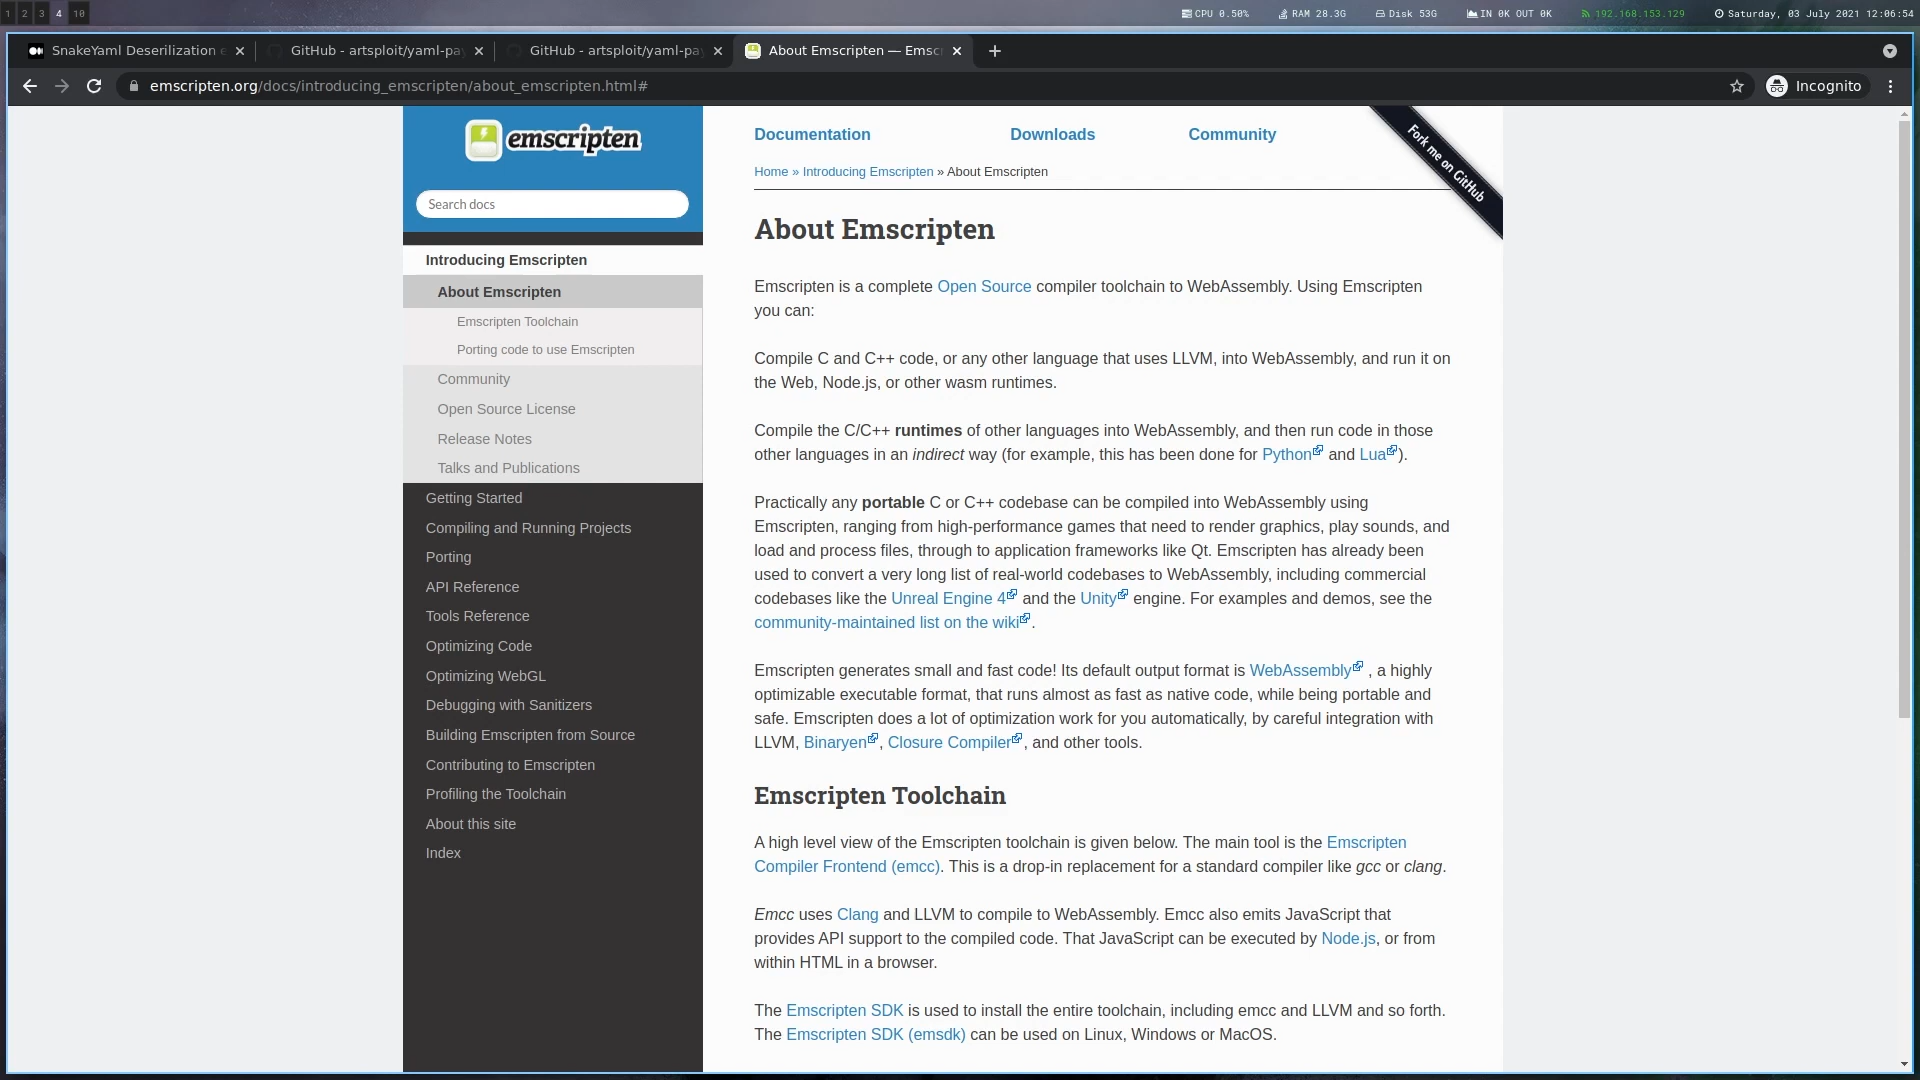 1 2 3 4 10
CPU 0.50% RAM 28.3G Disk 53G IN 0K OUT 0K 192.168.153.129 Saturday, 03 July 2021 12:06:54
SnakeYaml Deserilization e GitHub - artsploit/yaml-pay GitHub - artsploit/yaml-pay About Emscripten — Emsc
emscripten.org/docs/introducing_emscripten/about_emscripten.html#
Incognito
emscripten
Search docs
Introducing Emscripten
About Emscripten
Emscripten Toolchain
Porting code to use Emscripten
Community
Open Source License
Release Notes
Talks and Publications
Getting Started
Compiling and Running Projects
Porting
API Reference
Tools Reference
Optimizing Code
Optimizing WebGL
Debugging with Sanitizers
Building Emscripten from Source
Contributing to Emscripten
Profiling the Toolchain
About this site
Index
Documentation Downloads Community
Fork me on GitHub
Home » Introducing Emscripten » About Emscripten
About Emscripten
Emscripten is a complete Open Source compiler toolchain to WebAssembly. Using Emscripten
you can:
Compile C and C++ code, or any other language that uses LLVM, into WebAssembly, and run it on
the Web, Node.js, or other wasm runtimes.
Compile the C/C++ runtimes of other languages into WebAssembly, and then run code in those
other languages in an indirect way (for example, this has been done for Python and Lua).
Practically any portable C or C++ codebase can be compiled into WebAssembly using
Emscripten, ranging from high-performance games that need to render graphics, play sounds, and
load and process files, through to application frameworks like Qt. Emscripten has already been
used to convert a very long list of real-world codebases to WebAssembly, including commercial
codebases like the Unreal Engine 4 and the Unity engine. For examples and demos, see the
community-maintained list on the wiki.
Emscripten generates small and fast code! Its default output format is WebAssembly , a highly
optimizable executable format, that runs almost as fast as native code, while being portable and
safe. Emscripten does a lot of optimization work for you automatically, by careful integration with
LLVM, Binaryen, Closure Compiler, and other tools.
Emscripten Toolchain
A high level view of the Emscripten toolchain is given below. The main tool is the Emscripten
Compiler Frontend (emcc). This is a drop-in replacement for a standard compiler like gcc or clang.
Emcc uses Clang and LLVM to compile to WebAssembly. Emcc also emits JavaScript that
provides API support to the compiled code. That JavaScript can be executed by Node.js, or from
within HTML in a browser.
The Emscripten SDK is used to install the entire toolchain, including emcc and LLVM and so forth.
The Emscripten SDK (emsdk) can be used on Linux, Windows or MacOS.